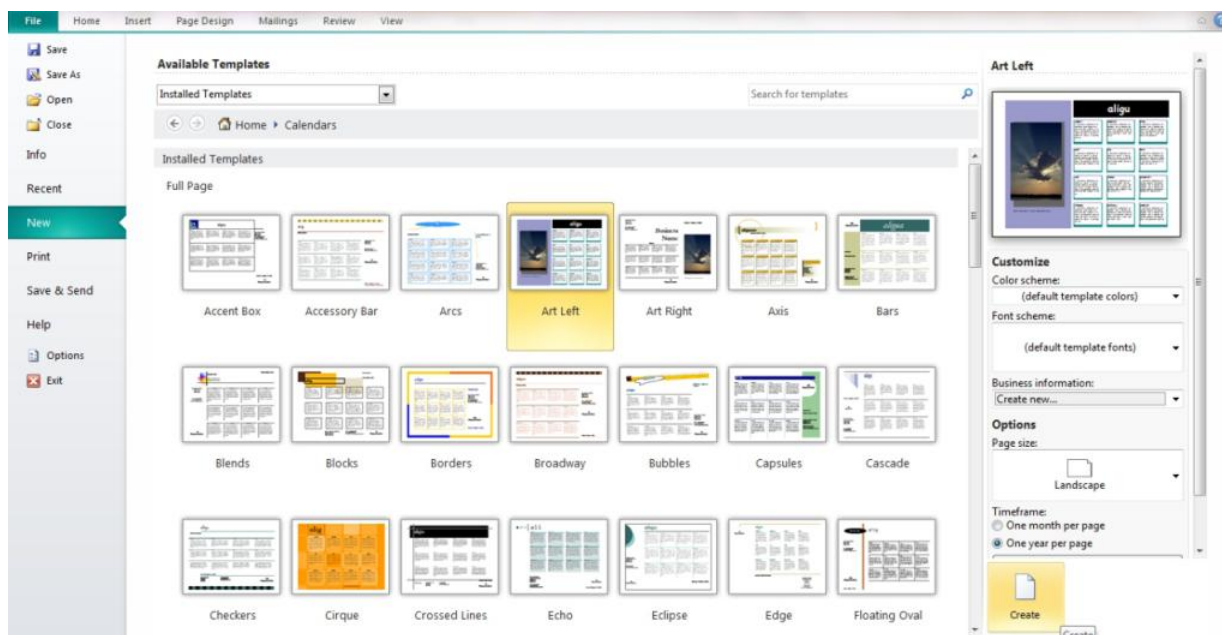 File Home Insert Page Design Mailings Review View
Save
Save As
Open
Close
Info
Recent
New
Print
Save & Send
Help
Options
Exit
Available Templates
Installed Templates
Search for templates
Home Calendars
Installed Templates
Full Page
Accent Box Accessory Bar Arcs Art Left Art Right Axis Bars
Blends Blocks Borders Broadway Bubbles Capsules Cascade
Checkers Cirque Crossed Lines Echo Eclipse Edge Floating Oval
Art Left
aliqu
Customize
Color scheme:
(default template colors)
Font scheme:
(default template fonts)
Business information:
Create new...
Options
Page size:
Landscape
Timeframe:
One month per page
One year per page
Create
Create